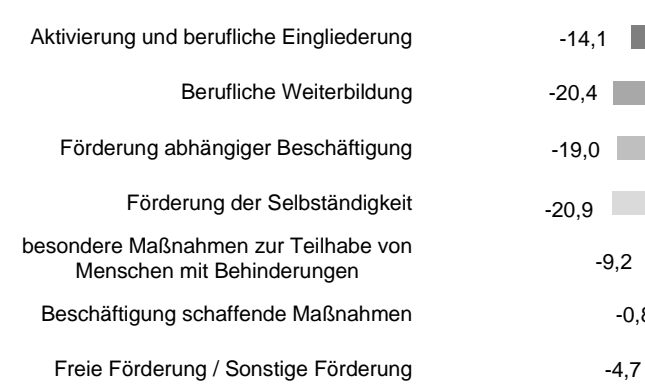 Aktivierung und berufliche Eingliederung -14,1
Berufliche Weiterbildung -20,4
Förderung abhängiger Beschäftigung -19,0
Förderung der Selbständigkeit -20,9
besondere Maßnahmen zur Teilhabe von
Menschen mit Behinderungen -9,2
Beschäftigung schaffende Maßnahmen -0,8
Freie Förderung / Sonstige Förderung -4,7